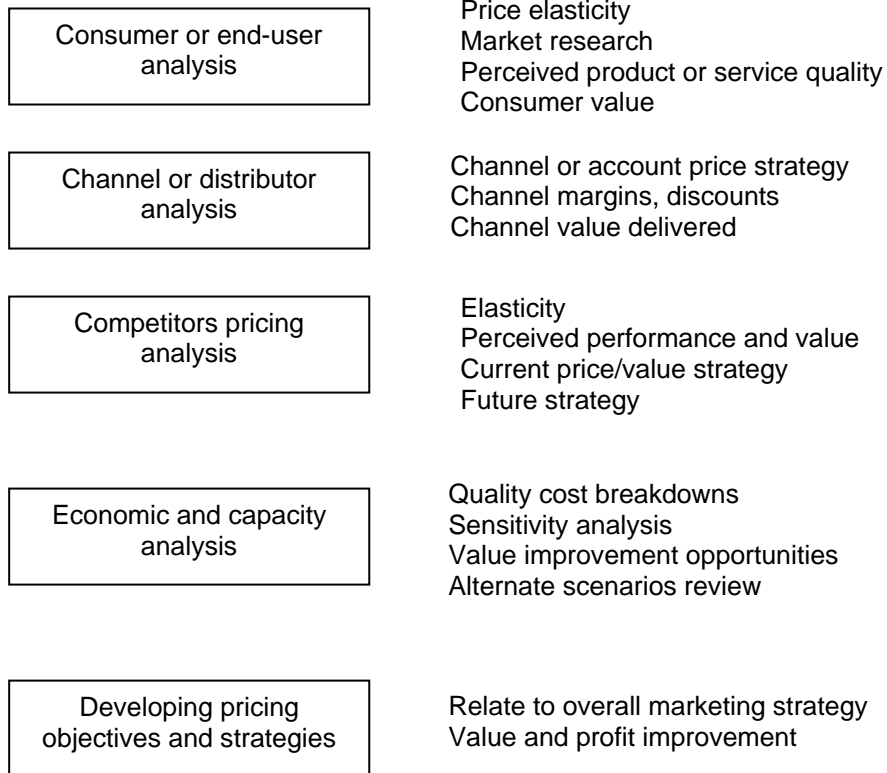 Consumer or end-user
analysis
Price elasticity
Market research
Perceived product or service quality
Consumer value
Channel or distributor
analysis
Channel or account price strategy
Channel margins, discounts
Channel value delivered
Competitors pricing
analysis
Elasticity
Perceived performance and value
Current price/value strategy
Future strategy
Economic and capacity
analysis
Quality cost breakdowns
Sensitivity analysis
Value improvement opportunities
Alternate scenarios review
Developing pricing
objectives and strategies
Relate to overall marketing strategy
Value and profit improvement